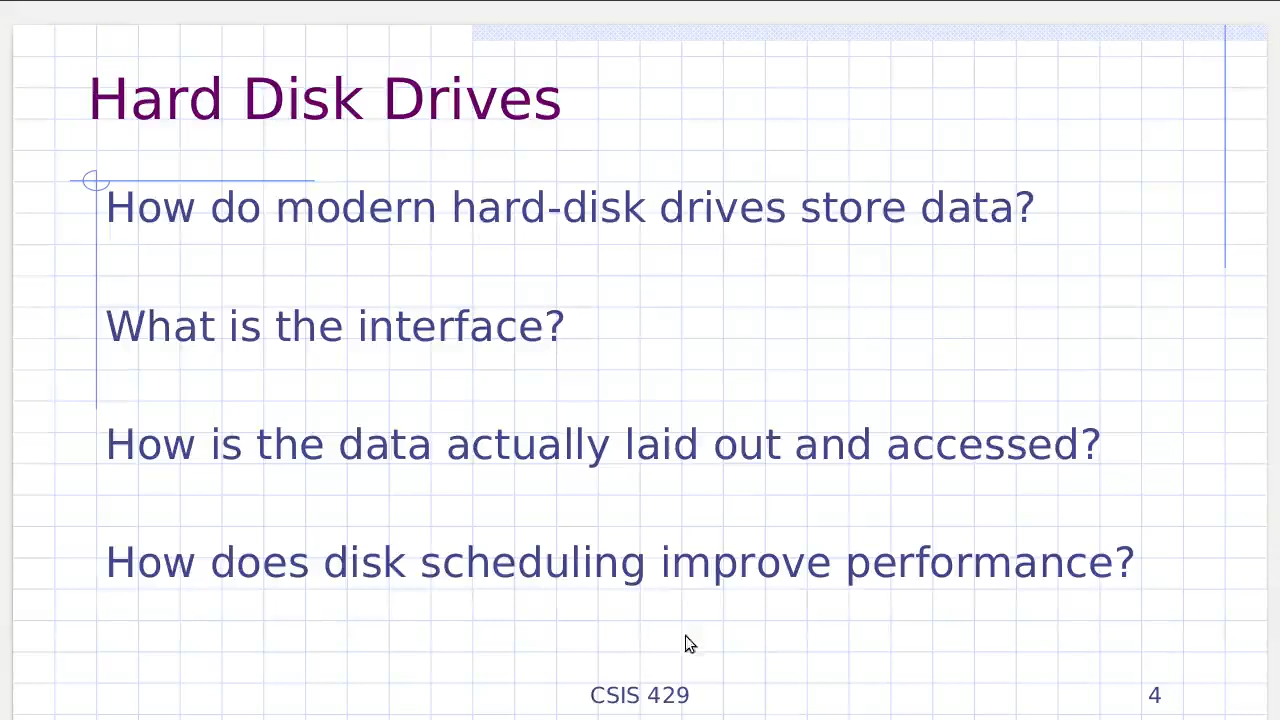 Hard Disk Drives
How do modern hard-disk drives store data?
What is the interface?
How is the data actually laid out and accessed?
How does disk scheduling improve performance?
CSIS 429
4